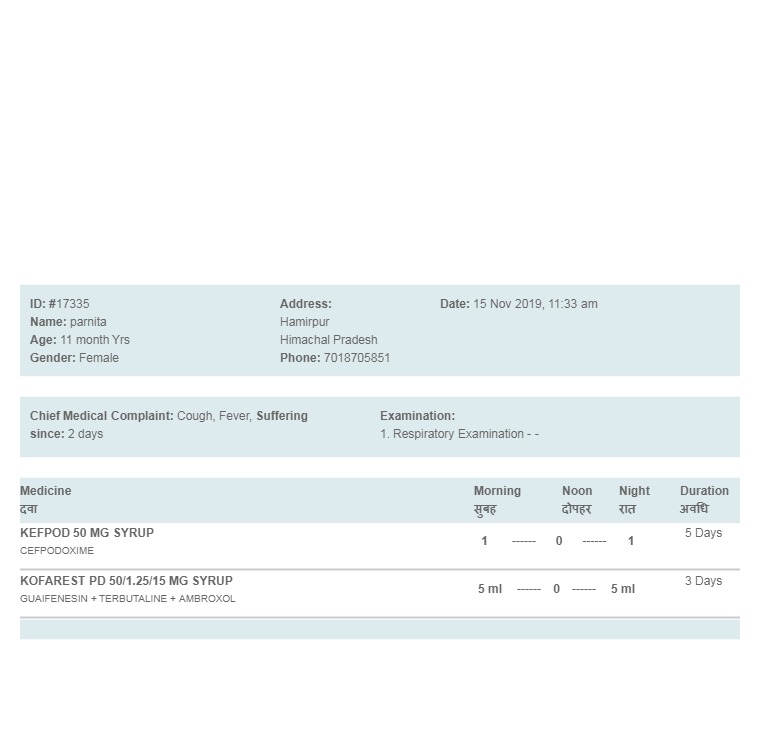 ID: #17335
Name: parnita
Age: 11 month Yrs
Gender: Female
Address:
Hamirpur
Himachal Pradesh
Phone: 7018705851
Date: 15 Nov 2019, 11:33 am
Chief Medical Complaint: Cough, Fever, Suffering
since: 2 days
Examination:
1. Respiratory Examination - -
Medicine Morning Noon Night Duration
दवा सुबह दोपहर रात अवधि
KEFPOD 50 MG SYRUP 5 Days
CEFPODOXIME 1 ------ 0 ------ 1
KOFAREST PD 50/1.25/15 MG SYRUP 3 Days
GUAIFENESIN + TERBUTALINE + AMBROXOL 5 ml ------ 0 ------ 5 ml